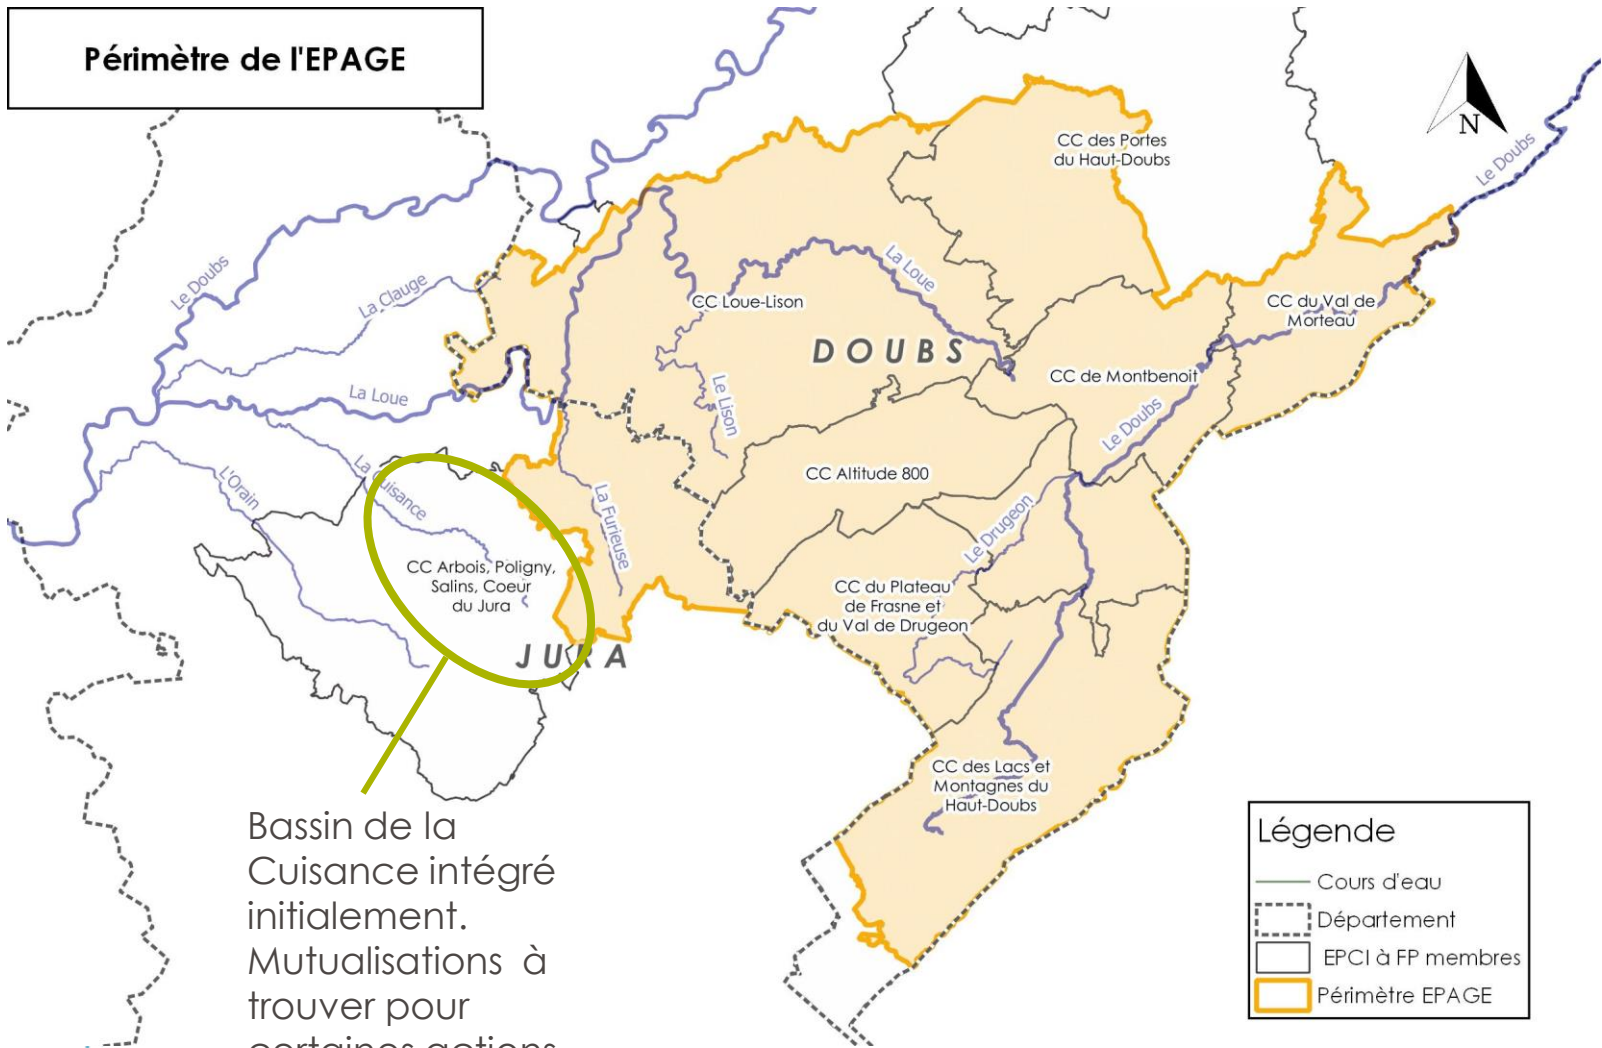 Périmètre de l'EPAGE
N
Le Doubs
CC des Portes
du Haut-Doubs
Le Doubs
La Clauge
La Loue
CC Loue-Lison
CC du Val de
Morteau
DOUBS
CC de Montbenoit
La Loue
Le Lison
Le Doubs
CC Altitude 800
L'Orain
La Cuisance
La Furieuse
Le Drugeon
CC Arbois, Poligny,
Salins, Coeur
du Jura
CC du Plateau
de Frasne et
du Val de Drugeon
JURA
CC des Lacs et
Montagnes du
Haut-Doubs
Bassin de la
Cuisance intégré
initialement.
Mutualisations à
trouver pour
certaines actions
Légende
Cours d'eau
Département
EPCI à FP membres
Périmètre EPAGE